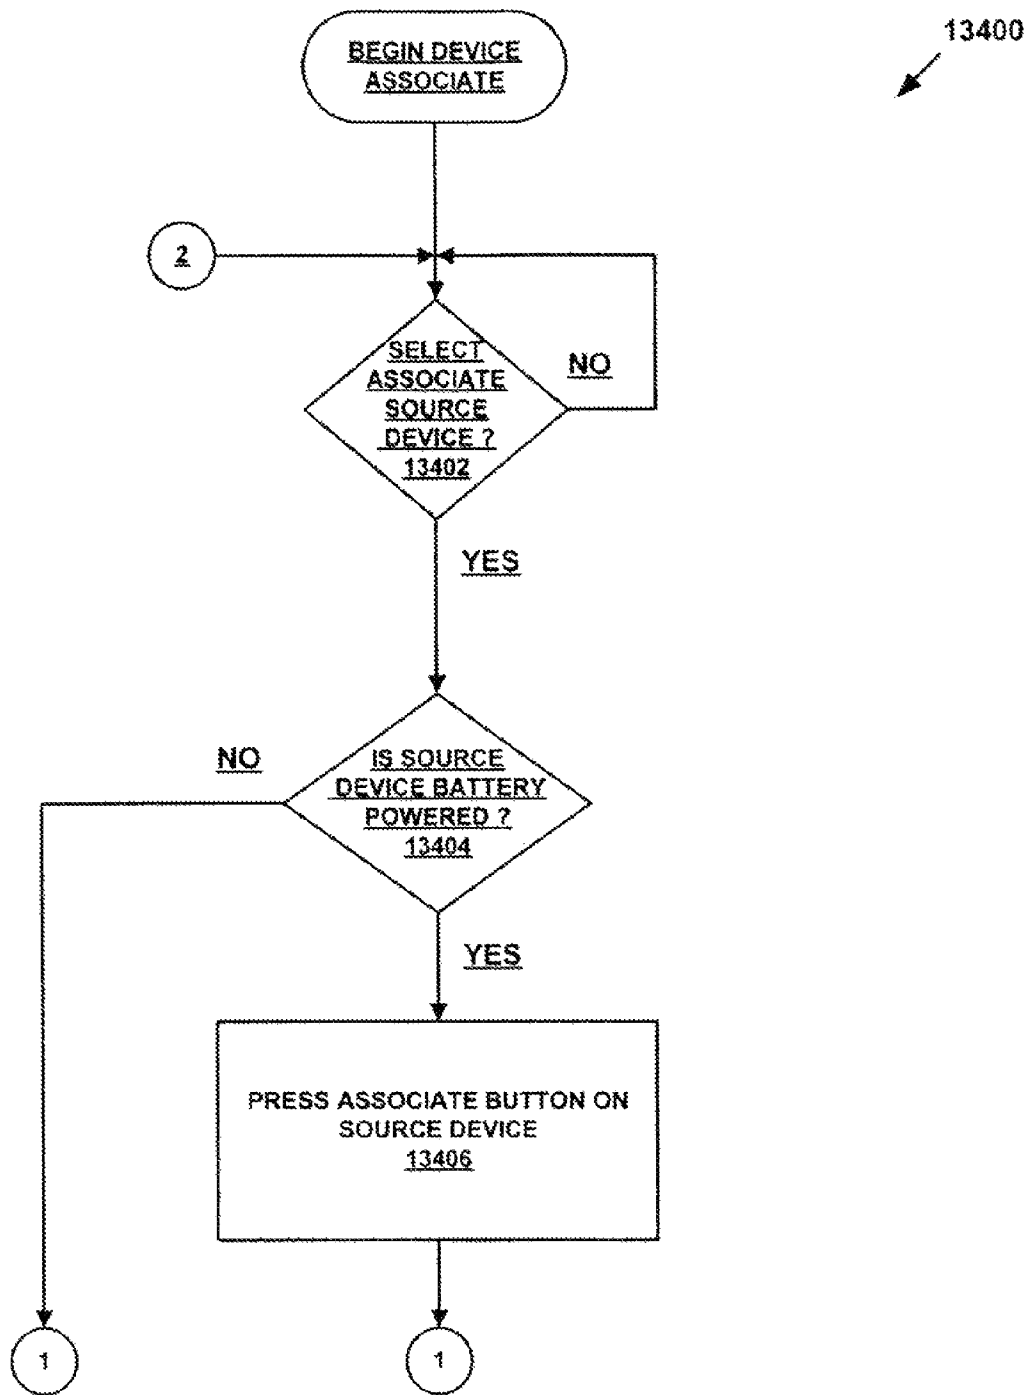 13400
BEGIN DEVICE
ASSOCIATE
2
SELECT
ASSOCIATE
SOURCE
DEVICE ?
13402
NO
YES
NO
IS SOURCE
DEVICE BATTERY
POWERED ?
13404
YES
PRESS ASSOCIATE BUTTON ON
SOURCE DEVICE
13406
1
1